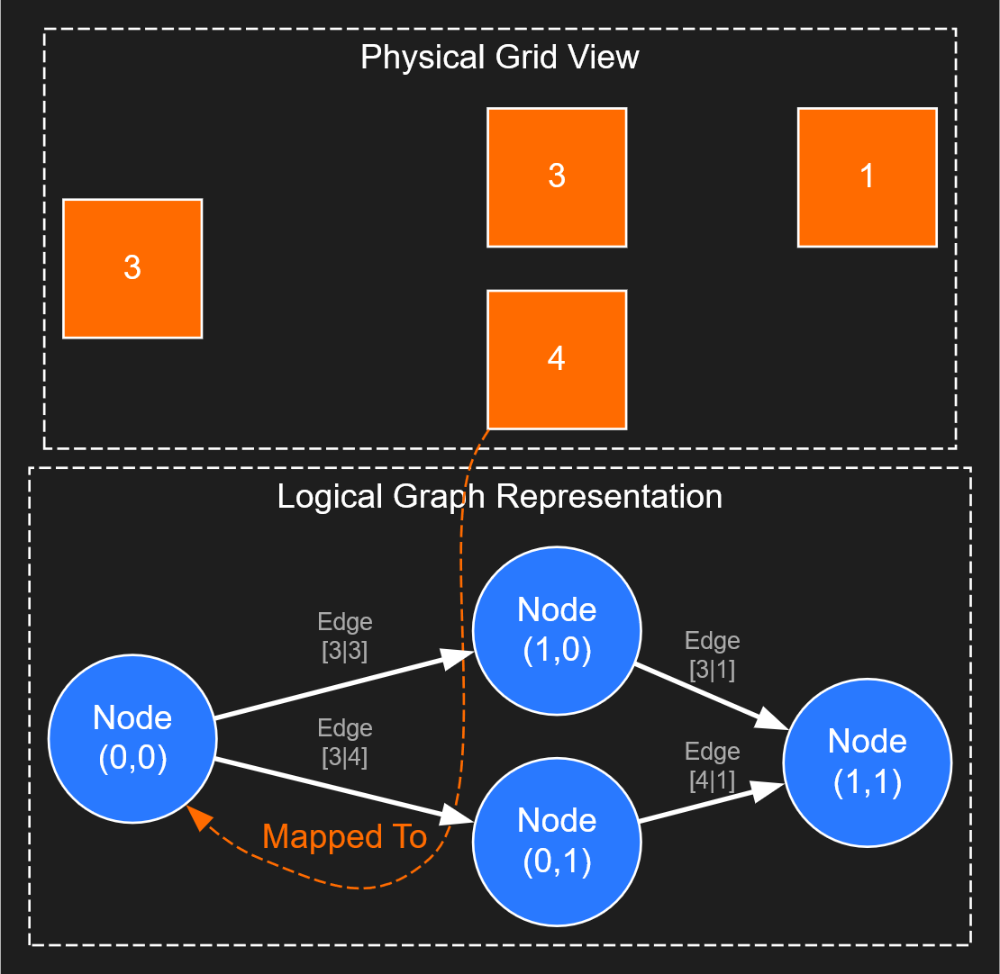 Physical Grid View
3
1
3
4
Logical Graph Representation
Node
(1,0)
Edge
[3|3]
Edge
[3|1]
Node
(0,0)
Edge
[3|4]
Node
(1,1)
Edge
[4|1]
Node
(0,1)
Mapped To